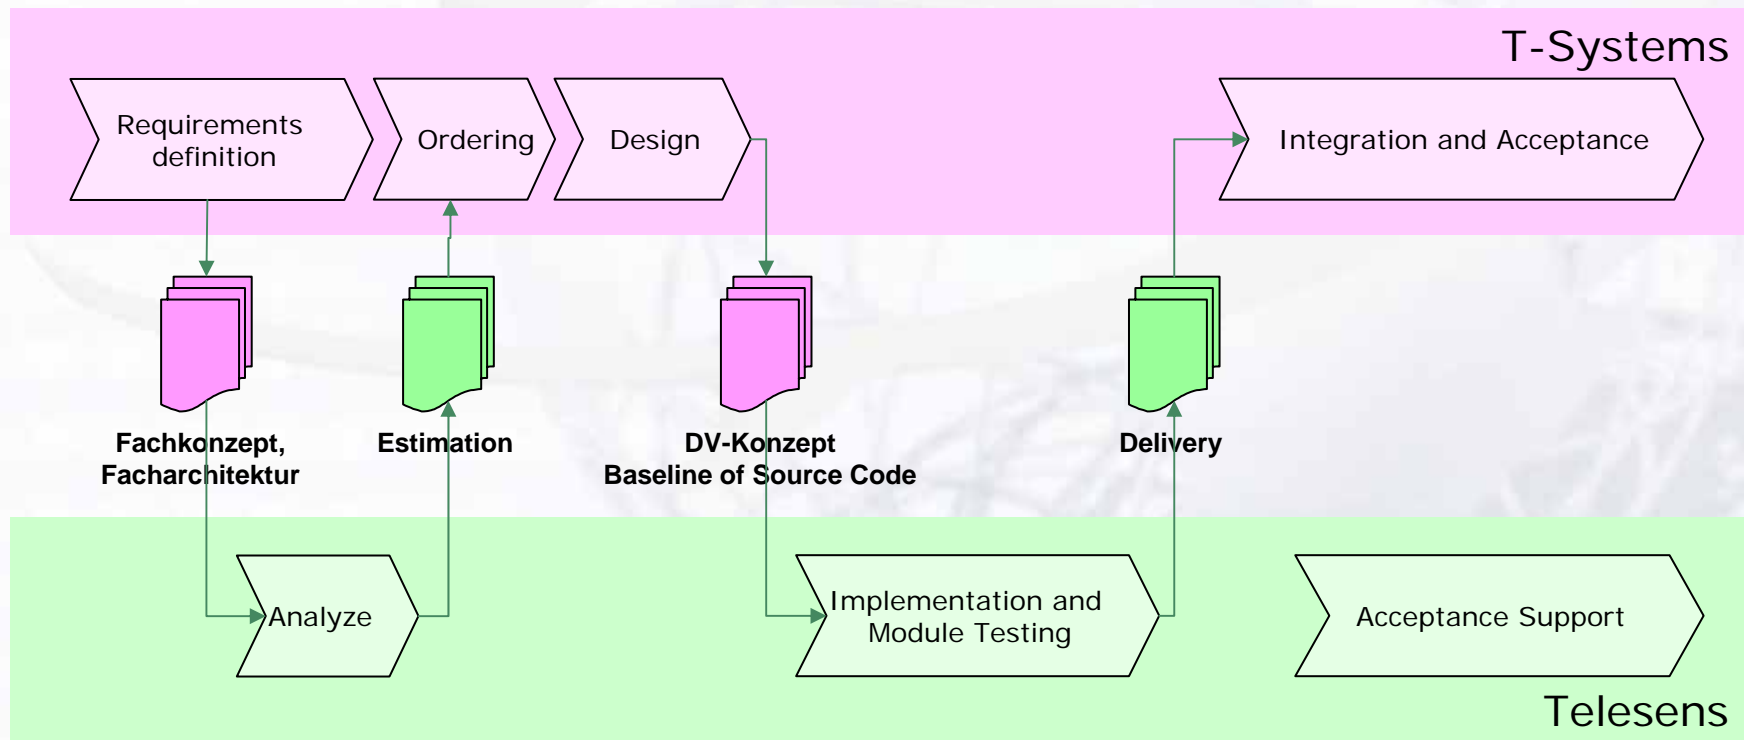 T-Systems
Requirements
definition
Ordering
Design
Integration and Acceptance
Fachkonzept,
Facharchitektur
Estimation
DV-Konzept
Baseline of Source Code
Delivery
Analyze
Implementation and
Module Testing
Acceptance Support
Telesens